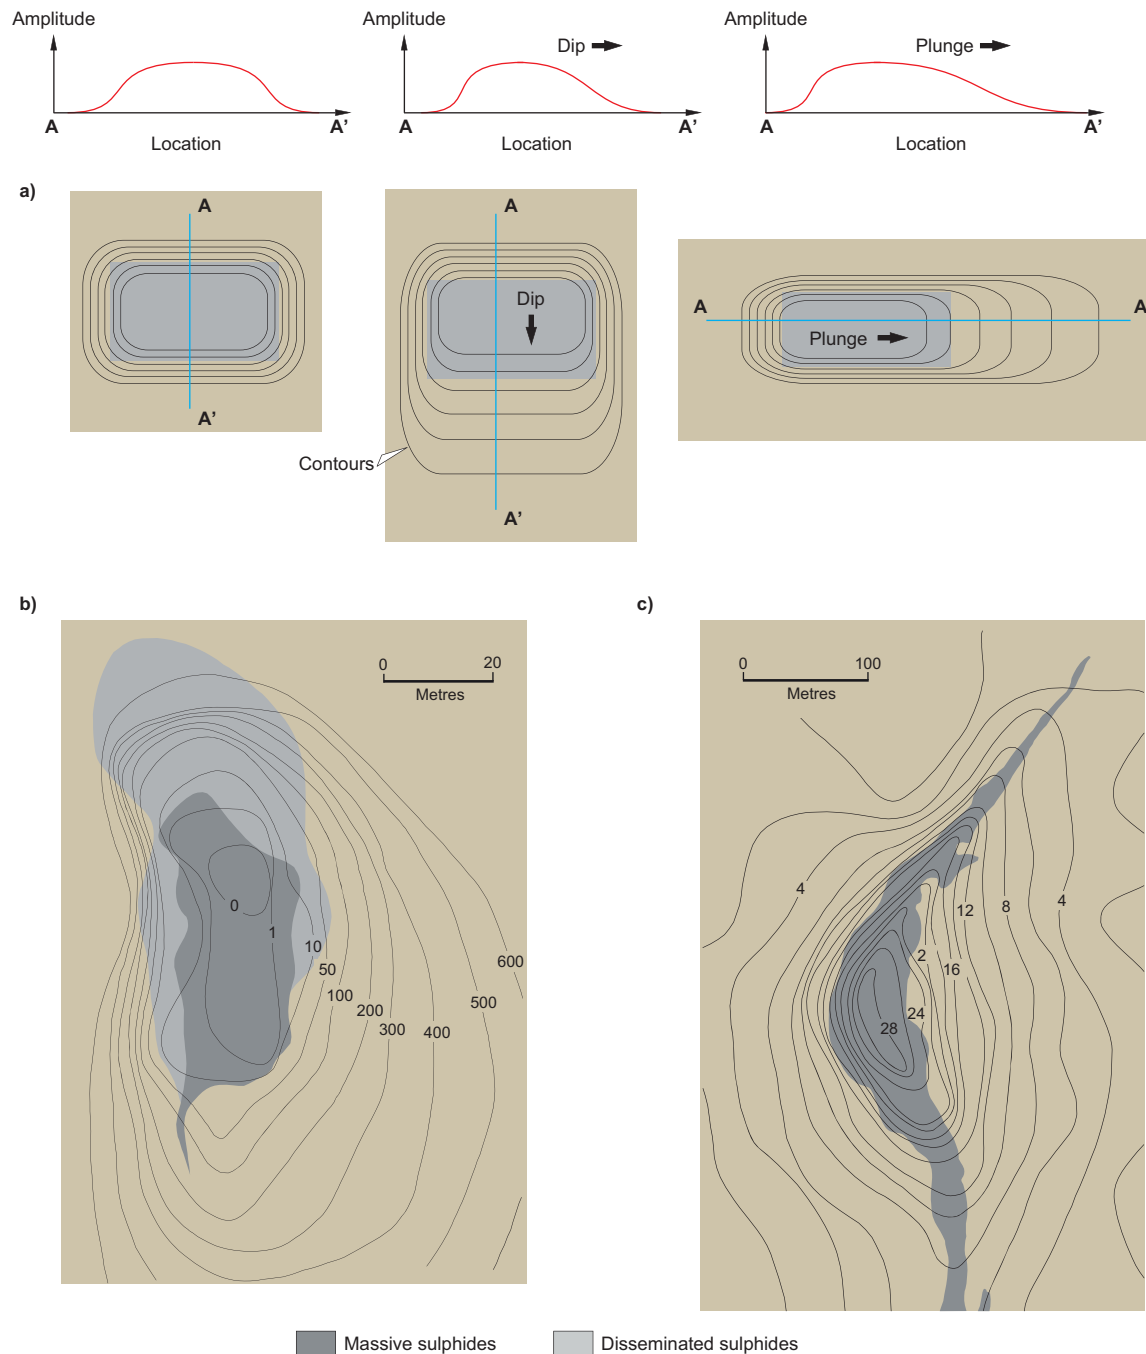 Amplitude
Amplitude
Amplitude
Dip
Plunge
A
A'
A
A'
A
A'
Location
Location
Location
a)
A
A'
A
Dip
A'
Contours
A
A
Plunge
b)
c)
0 20
Metres
0
1
10
50
100
200
300
400
500
600
0 100
Metres
4
12
8
4
2
16
24
28
Massive sulphides
Disseminated sulphides